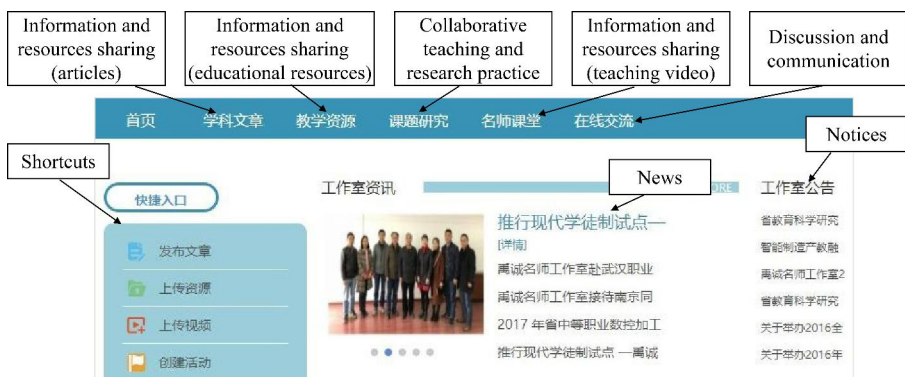 Information and
resources sharing
(articles)
Information and
resources sharing
(educational resources)
Collaborative
teaching and
research practice
Information and
resources sharing
(teaching video)
Discussion and
communication
首页 学科文章 教学资源 课题研究 名师课堂 在线交流
Shortcuts
News
Notices
快捷入口
发布文章
上传资源
上传视频
创建活动
工作室资讯
ORE
推行现代学徒制试点—
[详情]
禹诚名师工作室赴武汉职业
禹诚名师工作室接待南京同
2017 年省中等职业数控加工
推行现代学徒制试点 —禹诚
工作室公告
省教育科学研究
智能制造产教融
禹诚名师工作室2
省教育科学研究
关于举办2016全
关于举办2016年